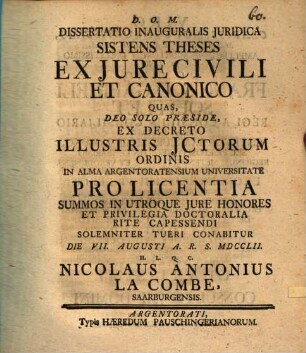 60.
D. O. M.
DISSERTATIO INAUGURALIS JURIDICA
SISTENS THESES
EX JURE CIVILI
ET CANONICO
QUAS,
DEO SOLO PRÆSIDE,
EX DECRETO
ILLUSTRIS JCTORUM
ORDINIS
IN ALMA ARGENTORATENSIUM UNIVERSITATE
PRO LICENTIA
SUMMOS IN UTROQUE JURE HONORES
ET PRIVILEGIA DOCTORALIA
RITE CAPESSENDI
SOLEMNITER TUERI CONABITUR
DIE VII. AUGUSTI A. R. S. MDCCLII.
H. L. Q. C.
NICOLAUS ANTONIUS
LA COMBE,
SAARBURGENSIS.
ARGENTORATI,
Typis HÆREDUM PAUSCHINGERIANORUM.